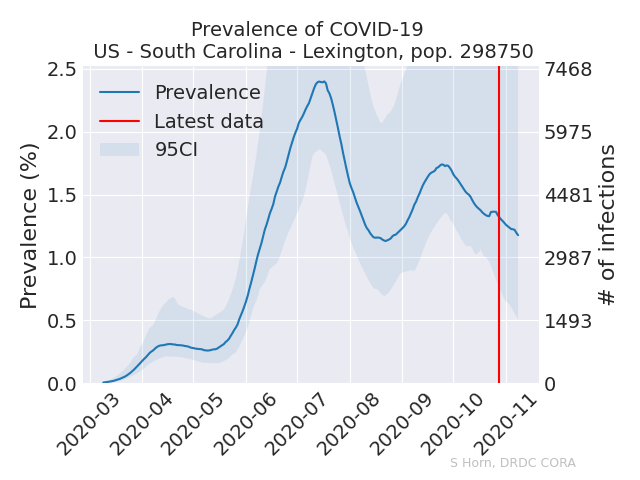 Prevalence of COVID-19
US - South Carolina - Lexington, pop. 298750
Prevalence
Latest data
95CI
Prevalence (%)
2.5
2.0
1.5
1.0
0.5
0.0
7468
5975
4481
2987
1493
0
# of infections
2020-03
2020-04
2020-05
2020-06
2020-07
2020-08
2020-09
2020-10
2020-11
S Horn, DRDC CORA